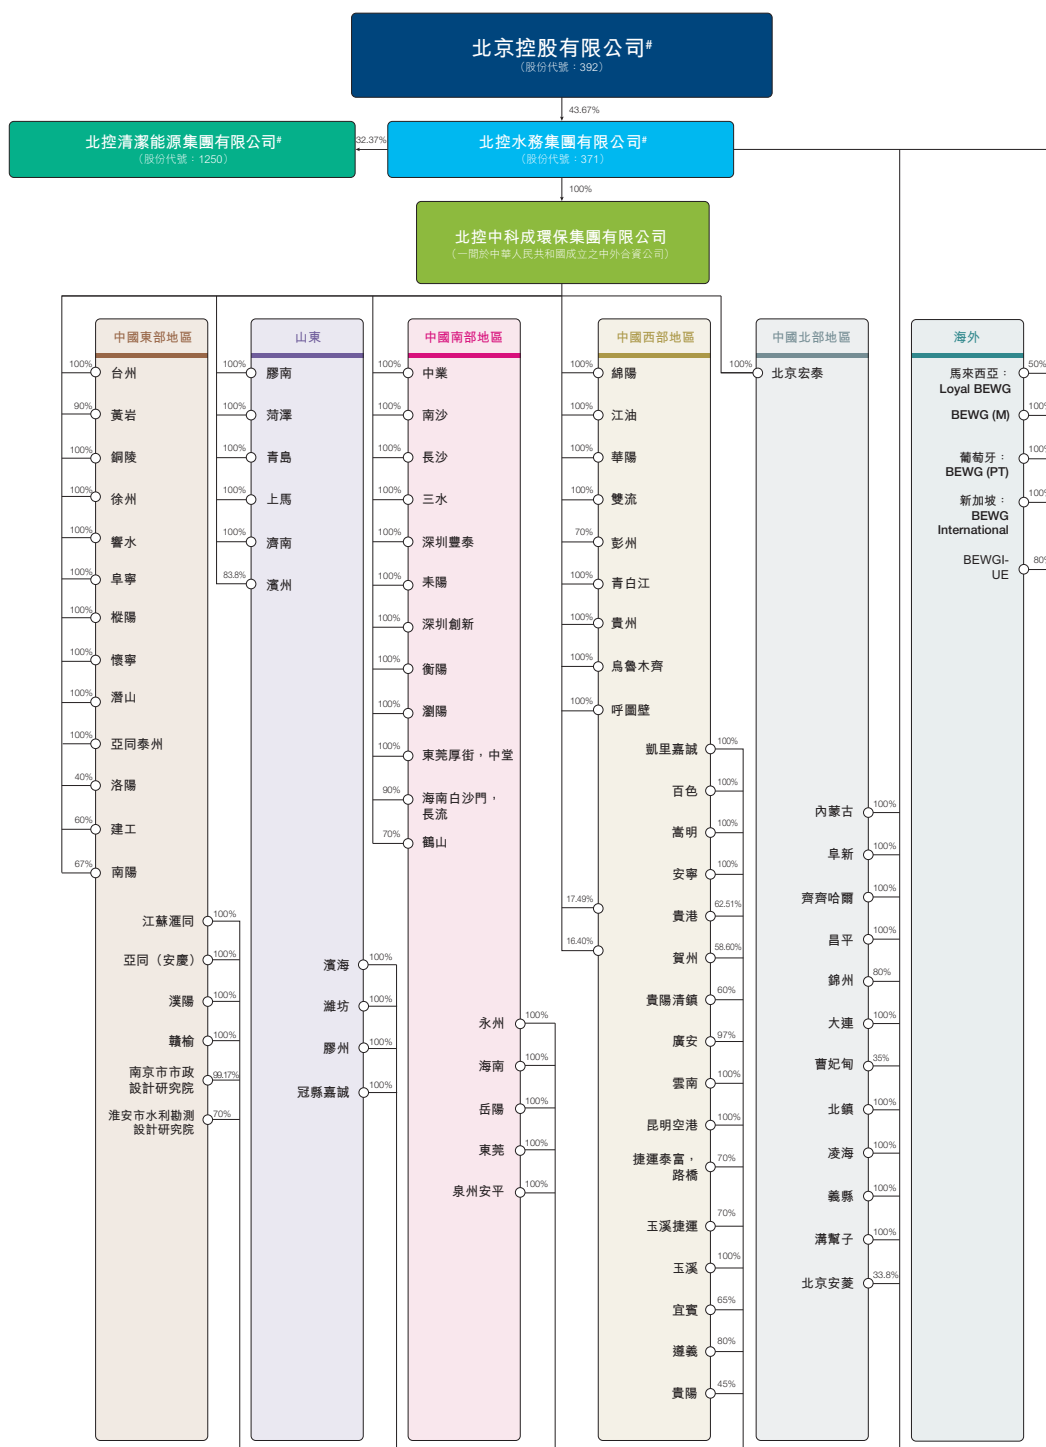 北京控股有限公司#
（股份代號：392）
43.67%
北控清潔能源集團有限公司#
（股份代號：1250）
32.37%
北控水務集團有限公司#
（股份代號：371）
100%
北控中科成環保集團有限公司
（一間於中華人民共和國成立之中外合資公司）
中國東部地區
100% 台州
90% 黃岩
100% 銅陵
100% 徐州
100% 響水
100% 阜寧
100% 樅陽
100% 懷寧
100% 潛山
100% 亞同泰州
40% 洛陽
60% 建工
67% 南陽
江蘇滙同 100%
亞同（安慶） 100%
濮陽 100%
贛榆 100%
南京市市政
設計研究院 99.17%
淮安市水利勘測
設計研究院 70%
山東
100% 膠南
100% 菏澤
100% 青島
100% 上馬
100% 濟南
83.8% 濱州
濱海 100%
濰坊 100%
膠州 100%
冠縣嘉誠 100%
中國南部地區
100% 中業
100% 南沙
100% 長沙
100% 三水
100% 深圳豐泰
100% 耒陽
100% 深圳創新
100% 衡陽
100% 瀏陽
100% 東莞厚街，中堂
90% 海南白沙門，
長流
70% 鶴山
永州 100%
海南 100%
岳陽 100%
東莞 100%
泉州安平 100%
中國西部地區
100% 綿陽
100% 江油
100% 華陽
100% 雙流
70% 彭州
100% 青白江
100% 貴州
100% 烏魯木齊
100% 呼圖壁
凱里嘉誠 100%
百色 100%
嵩明 100%
安寧 100%
17.49% 貴港 62.51%
16.40% 賀州 58.60%
貴陽清鎮 60%
廣安 97%
雲南 100%
昆明空港 100%
捷運泰富，
路橋 70%
玉溪捷運 70%
玉溪 100%
宜賓 65%
遵義 80%
貴陽 45%
中國北部地區
100% 北京宏泰
內蒙古 100%
阜新 100%
齊齊哈爾 100%
昌平 100%
錦州 80%
大連 100%
曹妃甸 35%
北鎮 100%
凌海 100%
義縣 100%
溝幫子 100%
北京安菱 33.8%
海外
馬來西亞： 50%
Loyal BEWG
BEWG (M) 100%
葡萄牙： 100%
BEWG (PT)
新加坡： 100%
BEWG
International
BEWGI- 80%
UE